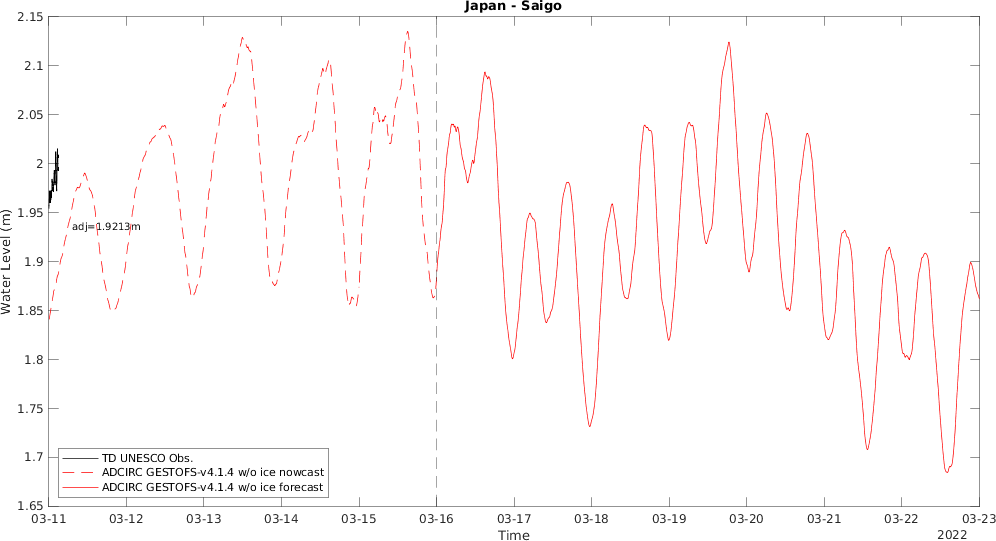 Japan - Saigo
2.15
2.1
2.05
2
1.95
1.9
1.85
1.8
1.75
1.7
1.65
Water Level (m)
adj=1.9213m
TD UNESCO Obs.
ADCIRC GESTOFS-v4.1.4 w/o ice nowcast
ADCIRC GESTOFS-v4.1.4 w/o ice forecast
03-11 03-12 03-13 03-14 03-15 03-16 03-17 03-18 03-19 03-20 03-21 03-22 03-23
Time
2022